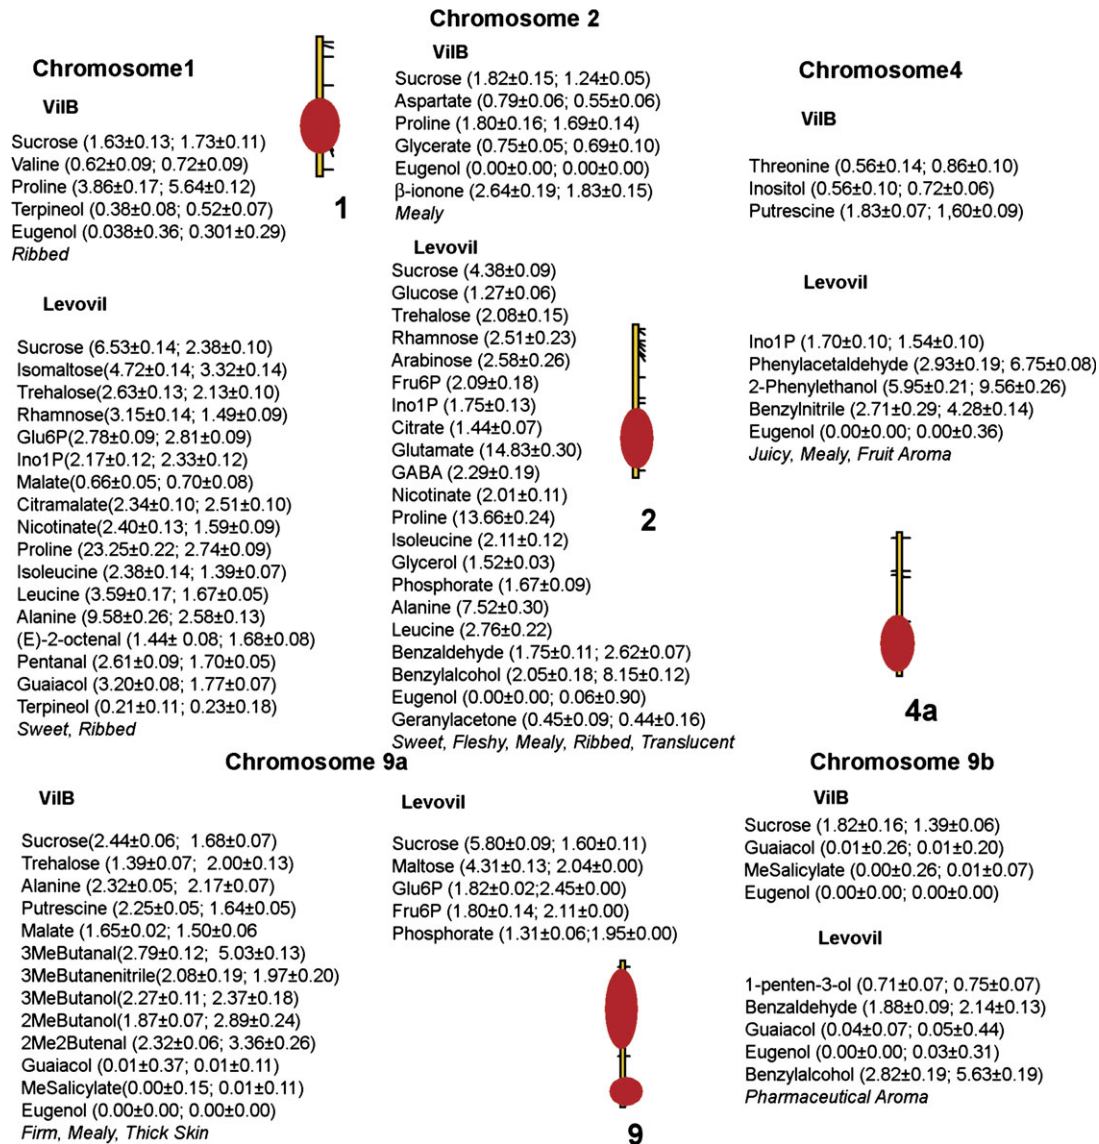 Chromosome1
VilB
Sucrose (1.63±0.13; 1.73±0.11)
Valine (0.62±0.09; 0.72±0.09)
Proline (3.86±0.17; 5.64±0.12)
Terpineol (0.38±0.08; 0.52±0.07)
Eugenol (0.038±0.36; 0.301±0.29)
Ribbed
1
Levovil
Sucrose (6.53±0.14; 2.38±0.10)
Isomaltose(4.72±0.14; 3.32±0.14)
Trehalose(2.63±0.13; 2.13±0.10)
Rhamnose(3.15±0.14; 1.49±0.09)
Glu6P(2.78±0.09; 2.81±0.09)
Ino1P(2.17±0.12; 2.33±0.12)
Malate(0.66±0.05; 0.70±0.08)
Citramalate(2.34±0.10; 2.51±0.10)
Nicotinate(2.40±0.13; 1.59±0.09)
Proline (23.25±0.22; 2.74±0.09)
Isoleucine (2.38±0.14; 1.39±0.07)
Leucine (3.59±0.17; 1.67±0.05)
Alanine (9.58±0.26; 2.58±0.13)
(E)-2-octenal (1.44± 0.08; 1.68±0.08)
Pentanal (2.61±0.09; 1.70±0.05)
Guaiacol (3.20±0.08; 1.77±0.07)
Terpineol (0.21±0.11; 0.23±0.18)
Sweet, Ribbed
Chromosome 2
VilB
Sucrose (1.82±0.15; 1.24±0.05)
Aspartate (0.79±0.06; 0.55±0.06)
Proline (1.80±0.16; 1.69±0.14)
Glycerate (0.75±0.05; 0.69±0.10)
Eugenol (0.00±0.00; 0.00±0.00)
β-ionone (2.64±0.19; 1.83±0.15)
Mealy
Levovil
Sucrose (4.38±0.09)
Glucose (1.27±0.06)
Trehalose (2.08±0.15)
Rhamnose (2.51±0.23)
Arabinose (2.58±0.26)
Fru6P (2.09±0.18)
Ino1P (1.75±0.13)
Citrate (1.44±0.07)
Glutamate (14.83±0.30)
GABA (2.29±0.19)
Nicotinate (2.01±0.11)
Proline (13.66±0.24)
Isoleucine (2.11±0.12)
Glycerol (1.52±0.03)
Phosphorate (1.67±0.09)
Alanine (7.52±0.30)
Leucine (2.76±0.22)
Benzaldehyde (1.75±0.11; 2.62±0.07)
Benzylalcohol (2.05±0.18; 8.15±0.12)
Eugenol (0.00±0.00; 0.06±0.90)
Geranylacetone (0.45±0.09; 0.44±0.16)
Sweet, Fleshy, Mealy, Ribbed, Translucent
2
Chromosome4
VilB
Threonine (0.56±0.14; 0.86±0.10)
Inositol (0.56±0.10; 0.72±0.06)
Putrescine (1.83±0.07; 1,60±0.09)
Levovil
Ino1P (1.70±0.10; 1.54±0.10)
Phenylacetaldehyde (2.93±0.19; 6.75±0.08)
2-Phenylethanol (5.95±0.21; 9.56±0.26)
Benzylnitrile (2.71±0.29; 4.28±0.14)
Eugenol (0.00±0.00; 0.00±0.36)
Juicy, Mealy, Fruit Aroma
4a
Chromosome 9a
VilB
Sucrose(2.44±0.06; 1.68±0.07)
Trehalose (1.39±0.07; 2.00±0.13)
Alanine (2.32±0.05; 2.17±0.07)
Putrescine (2.25±0.05; 1.64±0.05)
Malate (1.65±0.02; 1.50±0.06
3MeButanal(2.79±0.12; 5.03±0.13)
3MeButanenitrile(2.08±0.19; 1.97±0.20)
3MeButanol(2.27±0.11; 2.37±0.18)
2MeButanol(1.87±0.07; 2.89±0.24)
2Me2Butenal (2.32±0.06; 3.36±0.26)
Guaiacol (0.01±0.37; 0.01±0.11)
MeSalicylate(0.00±0.15; 0.01±0.11)
Eugenol (0.00±0.00; 0.00±0.00)
Firm, Mealy, Thick Skin
Levovil
Sucrose (5.80±0.09; 1.60±0.11)
Maltose (4.31±0.13; 2.04±0.00)
Glu6P (1.82±0.02;2.45±0.00)
Fru6P (1.80±0.14; 2.11±0.00)
Phosphorate (1.31±0.06;1.95±0.00)
9
Chromosome 9b
VilB
Sucrose (1.82±0.16; 1.39±0.06)
Guaiacol (0.01±0.26; 0.01±0.20)
MeSalicylate (0.00±0.26; 0.01±0.07)
Eugenol (0.00±0.00; 0.00±0.00)
Levovil
1-penten-3-ol (0.71±0.07; 0.75±0.07)
Benzaldehyde (1.88±0.09; 2.14±0.13)
Guaiacol (0.04±0.07; 0.05±0.44)
Eugenol (0.00±0.00; 0.03±0.31)
Benzylalcohol (2.82±0.19; 5.63±0.19)
Pharmaceutical Aroma